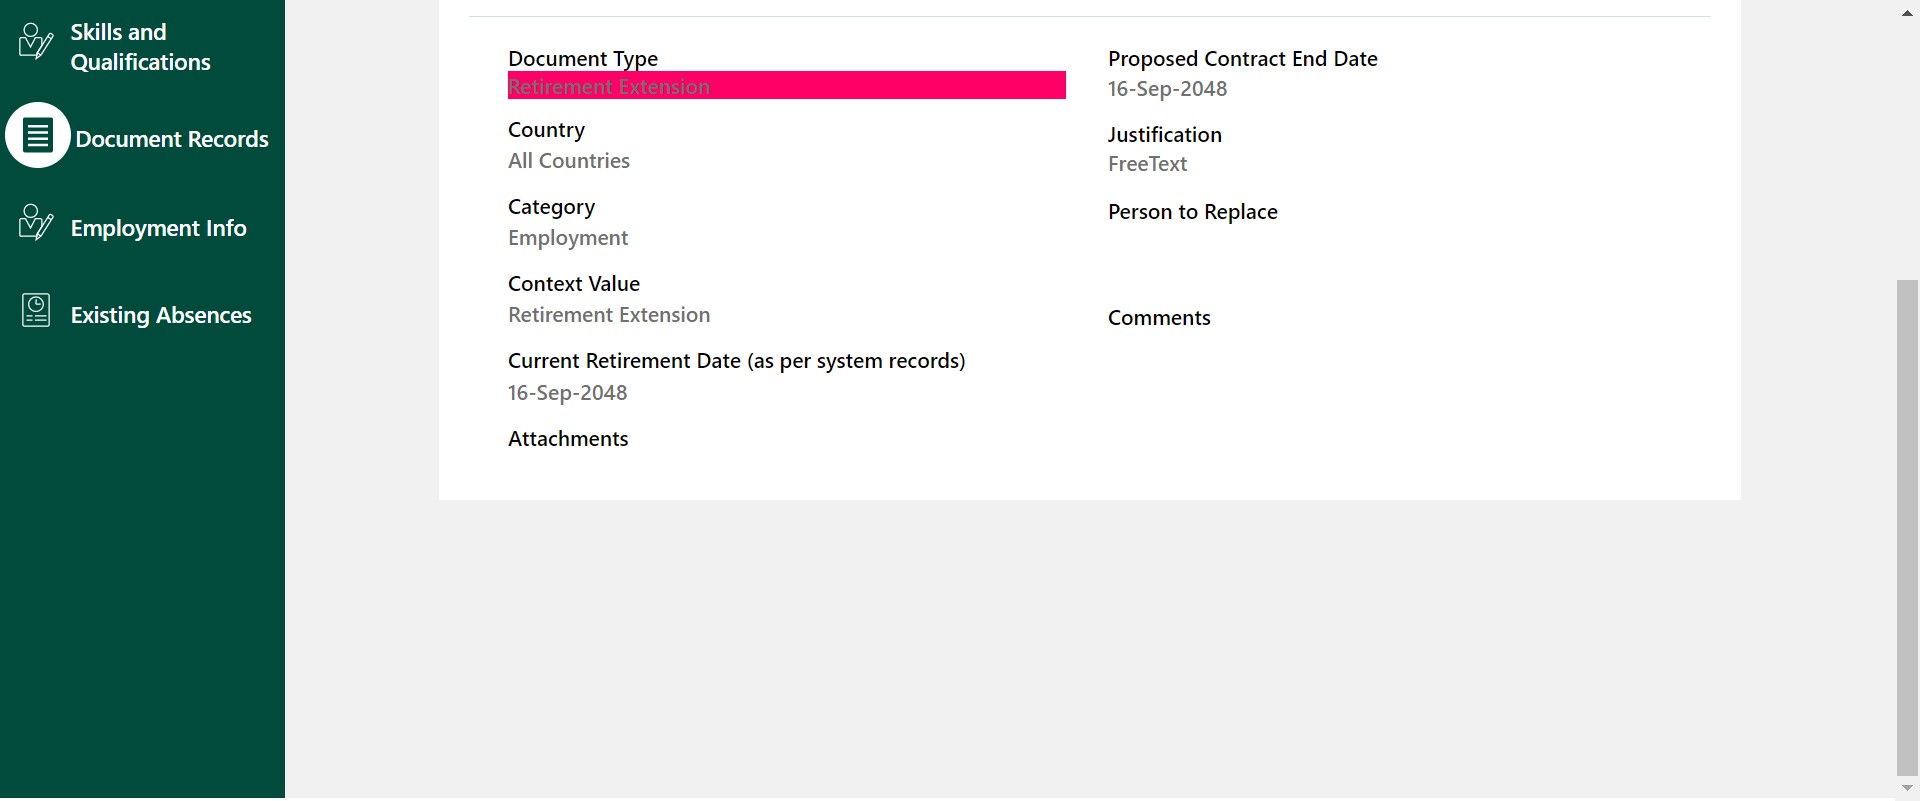 Skills and
Qualifications
Document Records
Employment Info
Existing Absences
Document Type
Retirement Extension
Country
All Countries
Category
Employment
Context Value
Retirement Extension
Current Retirement Date (as per system records)
16-Sep-2048
Attachments
Proposed Contract End Date
16-Sep-2048
Justification
FreeText
Person to Replace
Comments